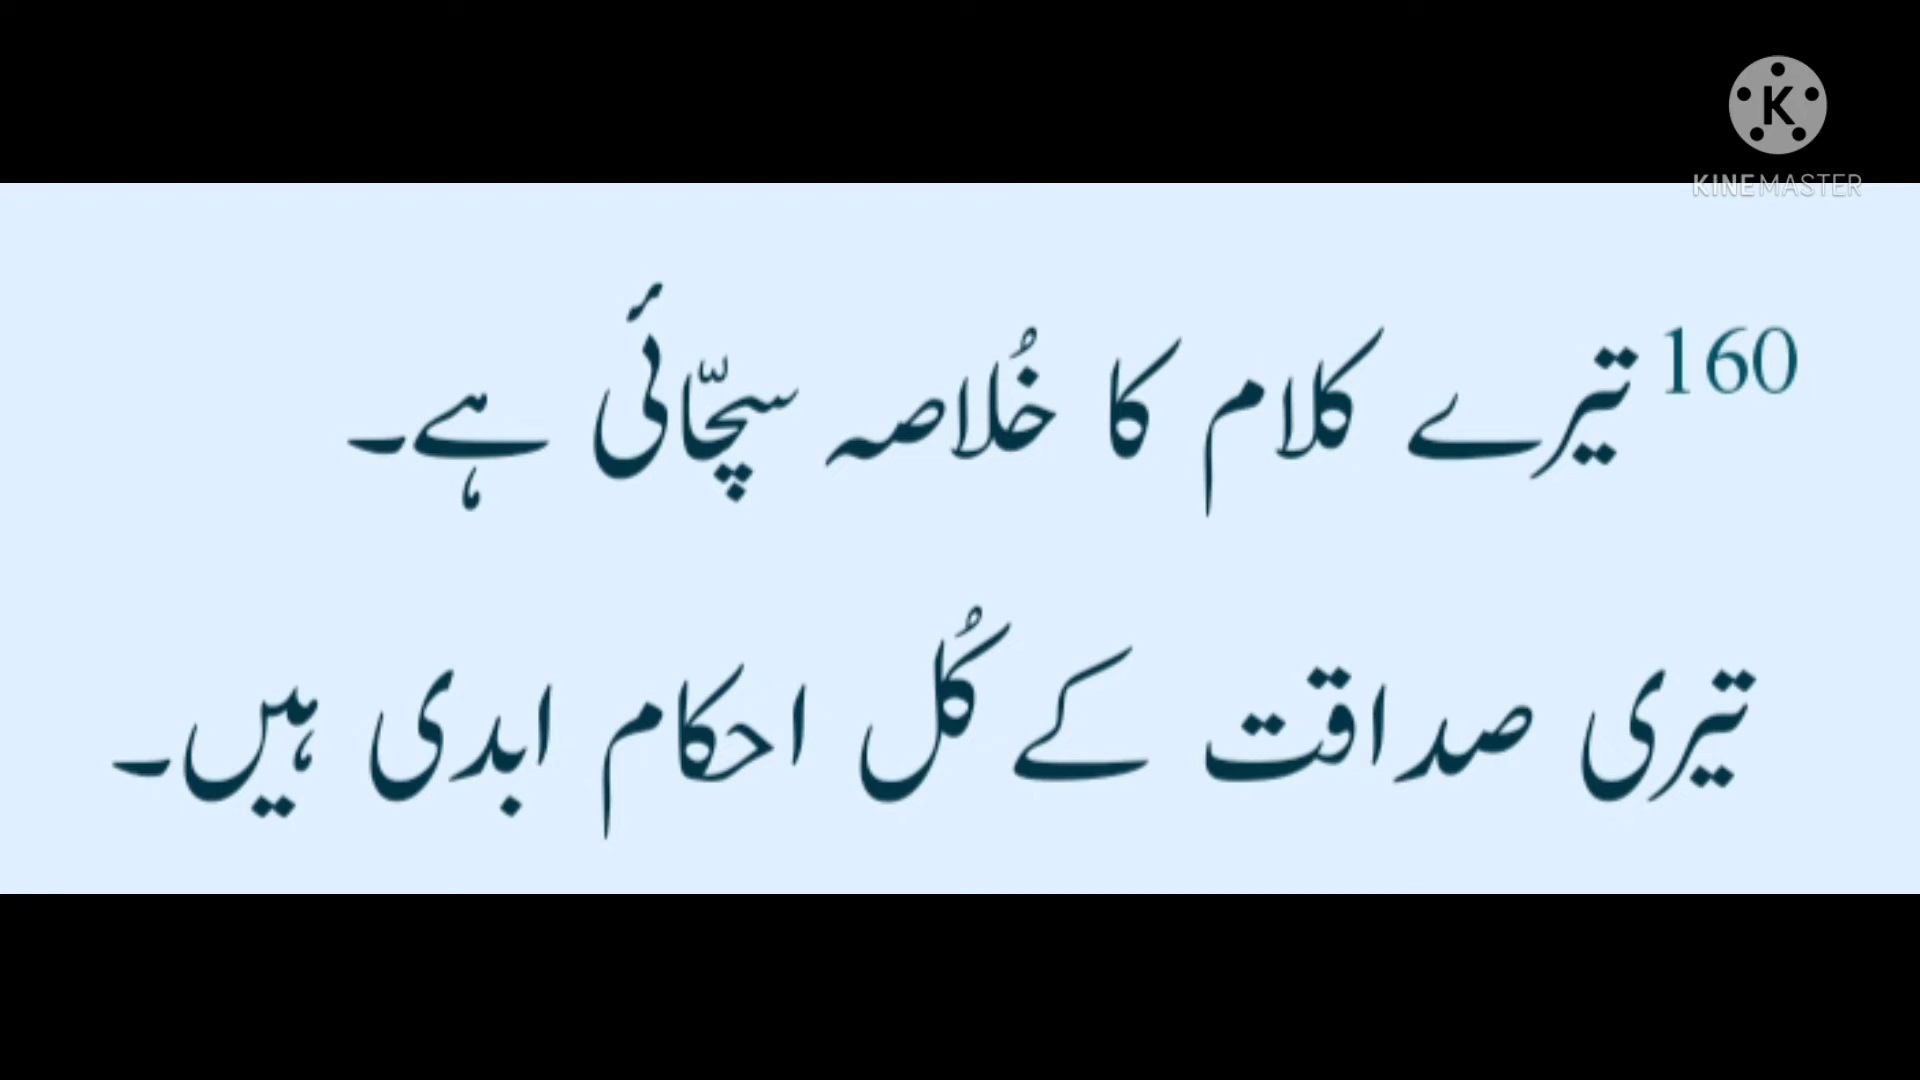 K
KINEMASTER
160 تیرے کلام کا خُلاصہ سچّائی ہے۔
تیری صداقت کے کُل احکام ابدی ہیں۔